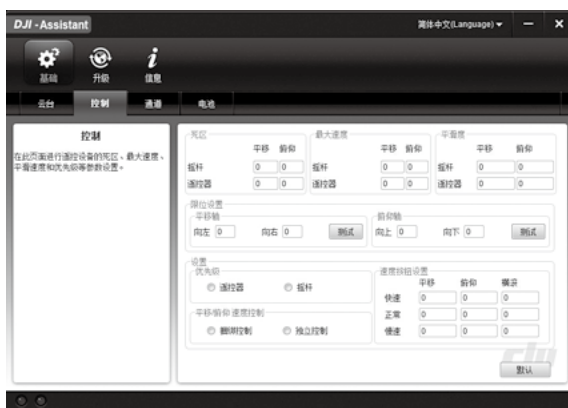 DJI - Assistant 简体中文(Language) ▾
基础 升级 信息
云台 控制 通道 电池
控制
在此页面进行遥控设备的死区、最大速度、
平滑速度和优先级等参数设置。
死区 最大速度 平滑度
平移 俯仰 平移 俯仰 平移 俯仰
摇杆 0 0 摇杆 0 0 摇杆 0 0
遥控器 0 0 遥控器 0 0 遥控器 0 0
限位设置
平移轴 俯仰轴
向左 0 向右 0 测试 向上 0 向下 0 测试
设置
优先级 速度按钮设置
遥控器 摇杆 平移 俯仰 横滚
快速 0 0 0
平移/俯仰 速度控制 正常 0 0 0
捆绑控制 独立控制 慢速 0 0 0
默认